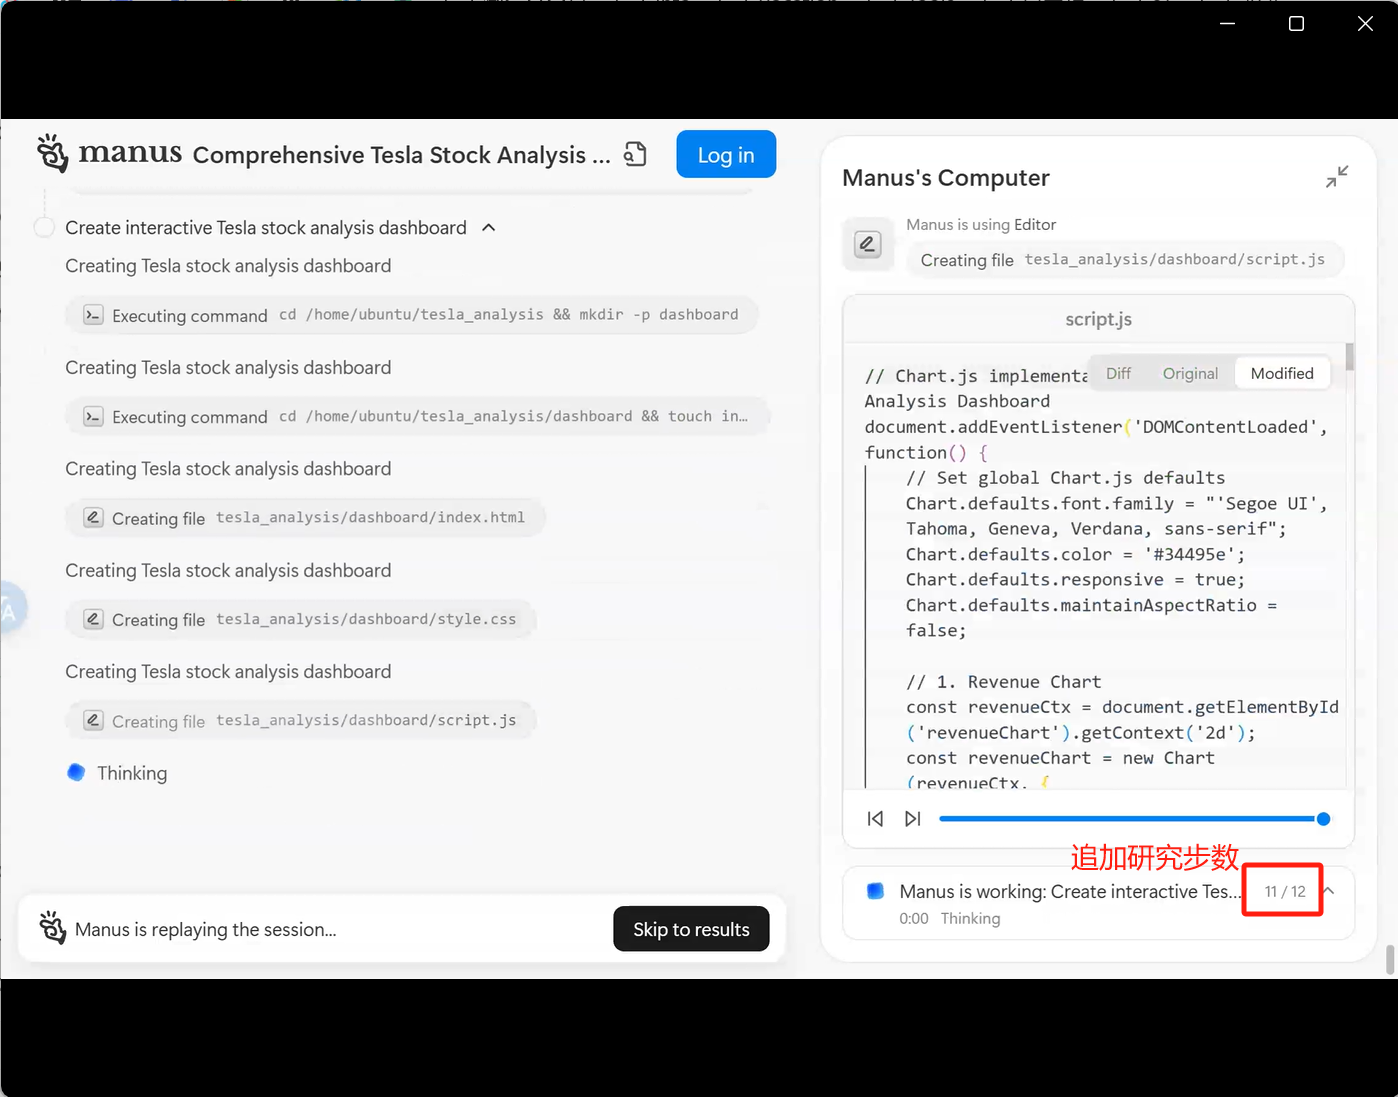 manus
Comprehensive Tesla Stock Analysis ...
Log in
Create interactive Tesla stock analysis dashboard
Creating Tesla stock analysis dashboard
Executing command cd /home/ubuntu/tesla_analysis && mkdir -p dashboard
Creating Tesla stock analysis dashboard
Executing command cd /home/ubuntu/tesla_analysis/dashboard && touch in…
Creating Tesla stock analysis dashboard
Creating file tesla_analysis/dashboard/index.html
Creating Tesla stock analysis dashboard
Creating file tesla_analysis/dashboard/style.css
Creating Tesla stock analysis dashboard
Creating file tesla_analysis/dashboard/script.js
Thinking
Manus is replaying the session...
Skip to results
Manus's Computer
Manus is using Editor
Creating file tesla_analysis/dashboard/script.js
script.js
Diff Original Modified
// Chart.js implementa
Analysis Dashboard
document.addEventListener('DOMContentLoaded',
function() {
// Set global Chart.js defaults
Chart.defaults.font.family = "'Segoe UI',
Tahoma, Geneva, Verdana, sans-serif";
Chart.defaults.color = '#34495e';
Chart.defaults.responsive = true;
Chart.defaults.maintainAspectRatio =
false;
// 1. Revenue Chart
const revenueCtx = document.getElementById
('revenueChart').getContext('2d');
const revenueChart = new Chart
(revenueCtx, {
追加研究步数
Manus is working: Create interactive Tes...
11 / 12
0:00 Thinking